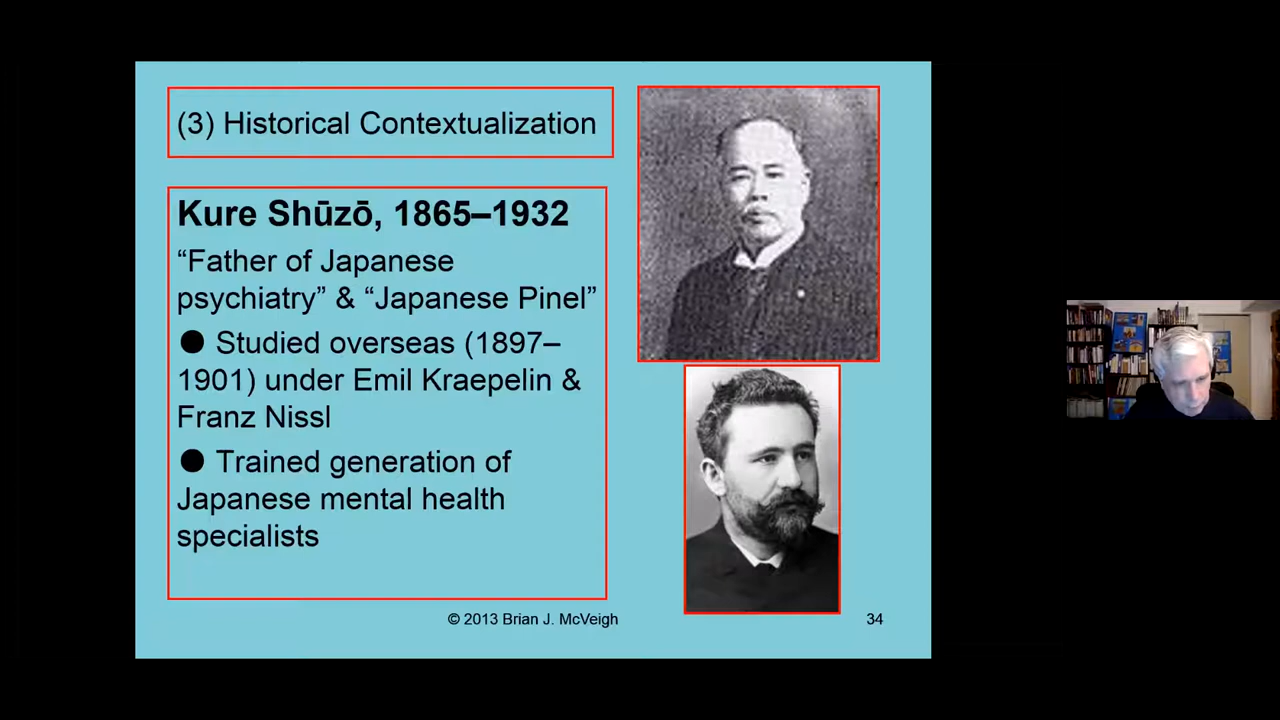 (3) Historical Contextualization
Kure Shūzō, 1865–1932
“Father of Japanese
psychiatry” & “Japanese Pinel”
● Studied overseas (1897–
1901) under Emil Kraepelin &
Franz Nissl
● Trained generation of
Japanese mental health
specialists
© 2013 Brian J. McVeigh
34